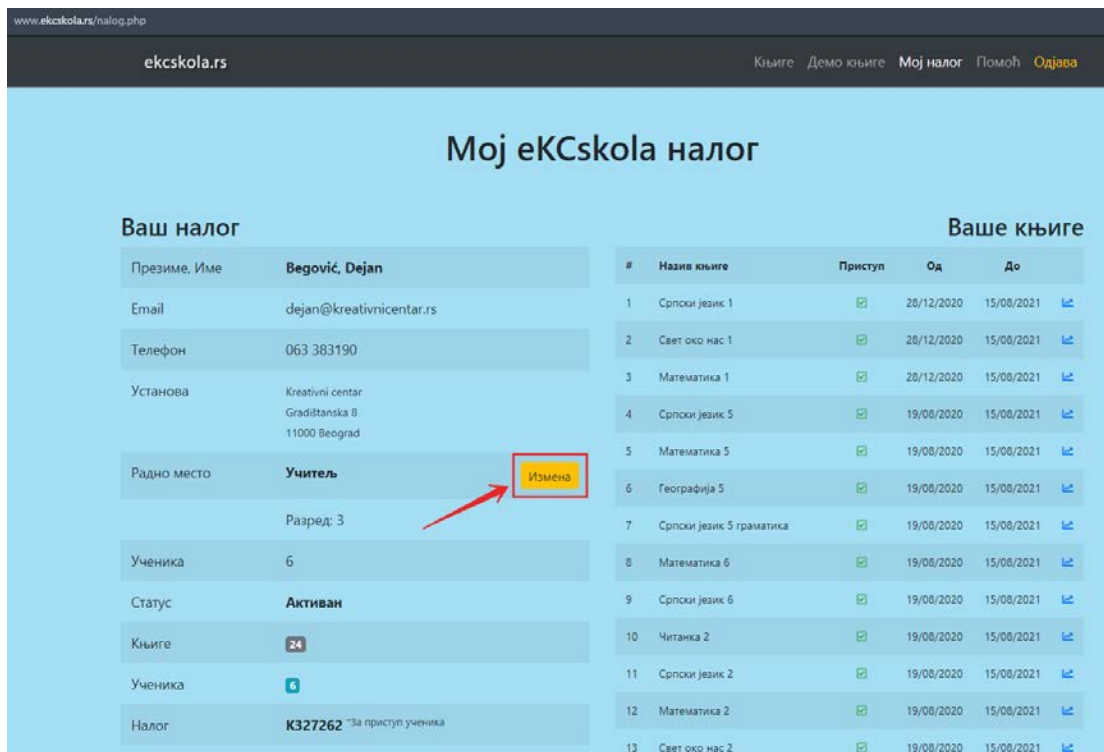 www.ekcskola.rs/nalog.php
ekcskola.rs
Књиге Демо књиге Мој налог Помоћ Одјава
Мој eKCskola налог
Ваш налог
Презиме, Име Begović, Dejan
Email dejan@kreativnicentar.rs
Телефон 063 383190
Установа Kreativni centar
Gradištanska 8
11000 Beograd
Радно место Учитељ Измена
Разред: 3
Ученика 6
Статус Активан
Књиге 24
Ученика 6
Налог K327262 *За приступ ученика
Ваше књиге
# Назив књиге Приступ Од До
1 Српски језик 1 28/12/2020 15/08/2021
2 Свет око нас 1 28/12/2020 15/08/2021
3 Математика 1 28/12/2020 15/08/2021
4 Српски језик 5 19/08/2020 15/08/2021
5 Математика 5 19/08/2020 15/08/2021
6 Географија 5 19/08/2020 15/08/2021
7 Српски језик 5 граматика 19/08/2020 15/08/2021
8 Математика 6 19/08/2020 15/08/2021
9 Српски језик 6 19/08/2020 15/08/2021
10 Читанка 2 19/08/2020 15/08/2021
11 Српски језик 2 19/08/2020 15/08/2021
12 Математика 2 19/08/2020 15/08/2021
13 Свет око нас 2 19/08/2020 15/08/2021